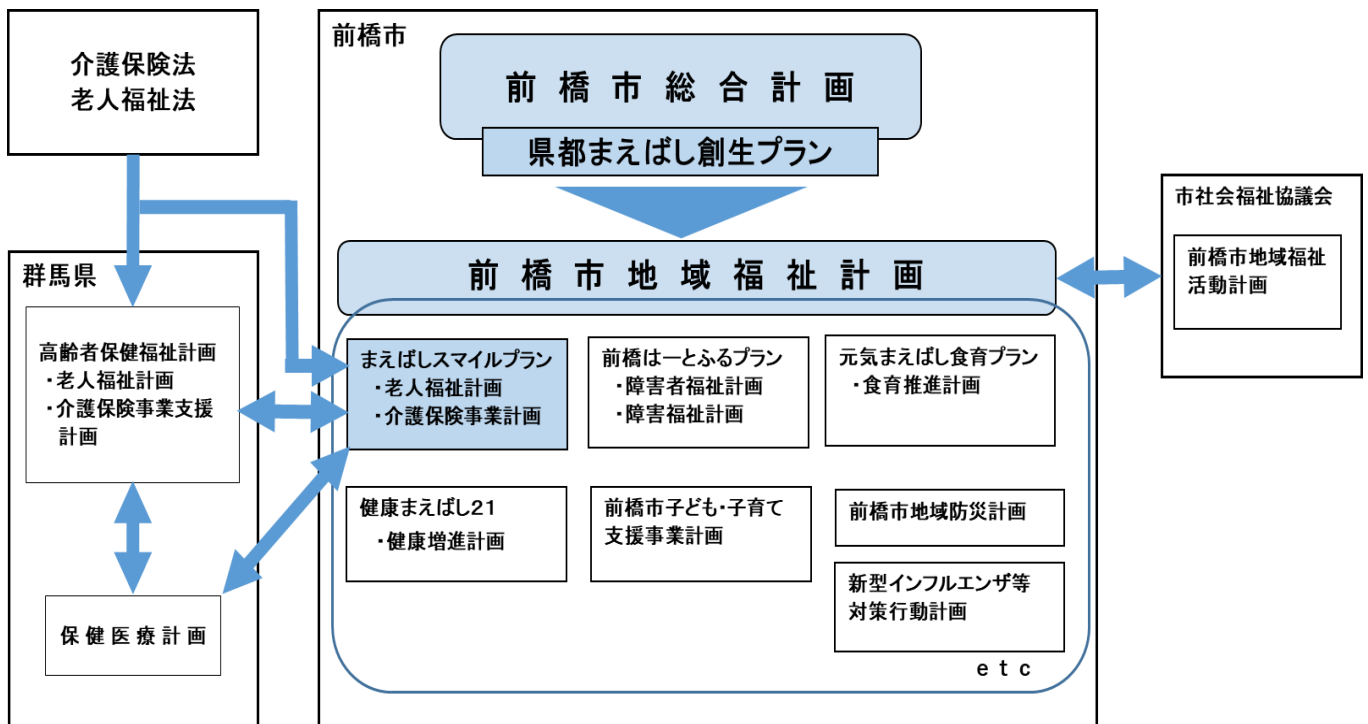 介護保険法
老人福祉法
前橋市
前橋市総合計画
県都まえばし創生プラン
前橋市地域福祉計画
市社会福祉協議会
前橋市地域福祉
活動計画
群馬県
高齢者保健福祉計画
・老人福祉計画
・介護保険事業支援
計画
保健医療計画
まえばしスマイルプラン
・老人福祉計画
・介護保険事業計画
前橋はーとふるプラン
・障害者福祉計画
・障害福祉計画
元気まえばし食育プラン
・食育推進計画
健康まえばし21
・健康増進計画
前橋市子ども・子育て
支援事業計画
前橋市地域防災計画
新型インフルエンザ等
対策行動計画
etc